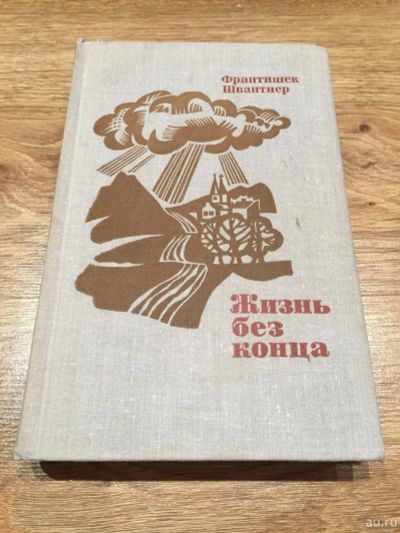 Франтишек
Швантнер
Жизнь
без
конца
au.ru